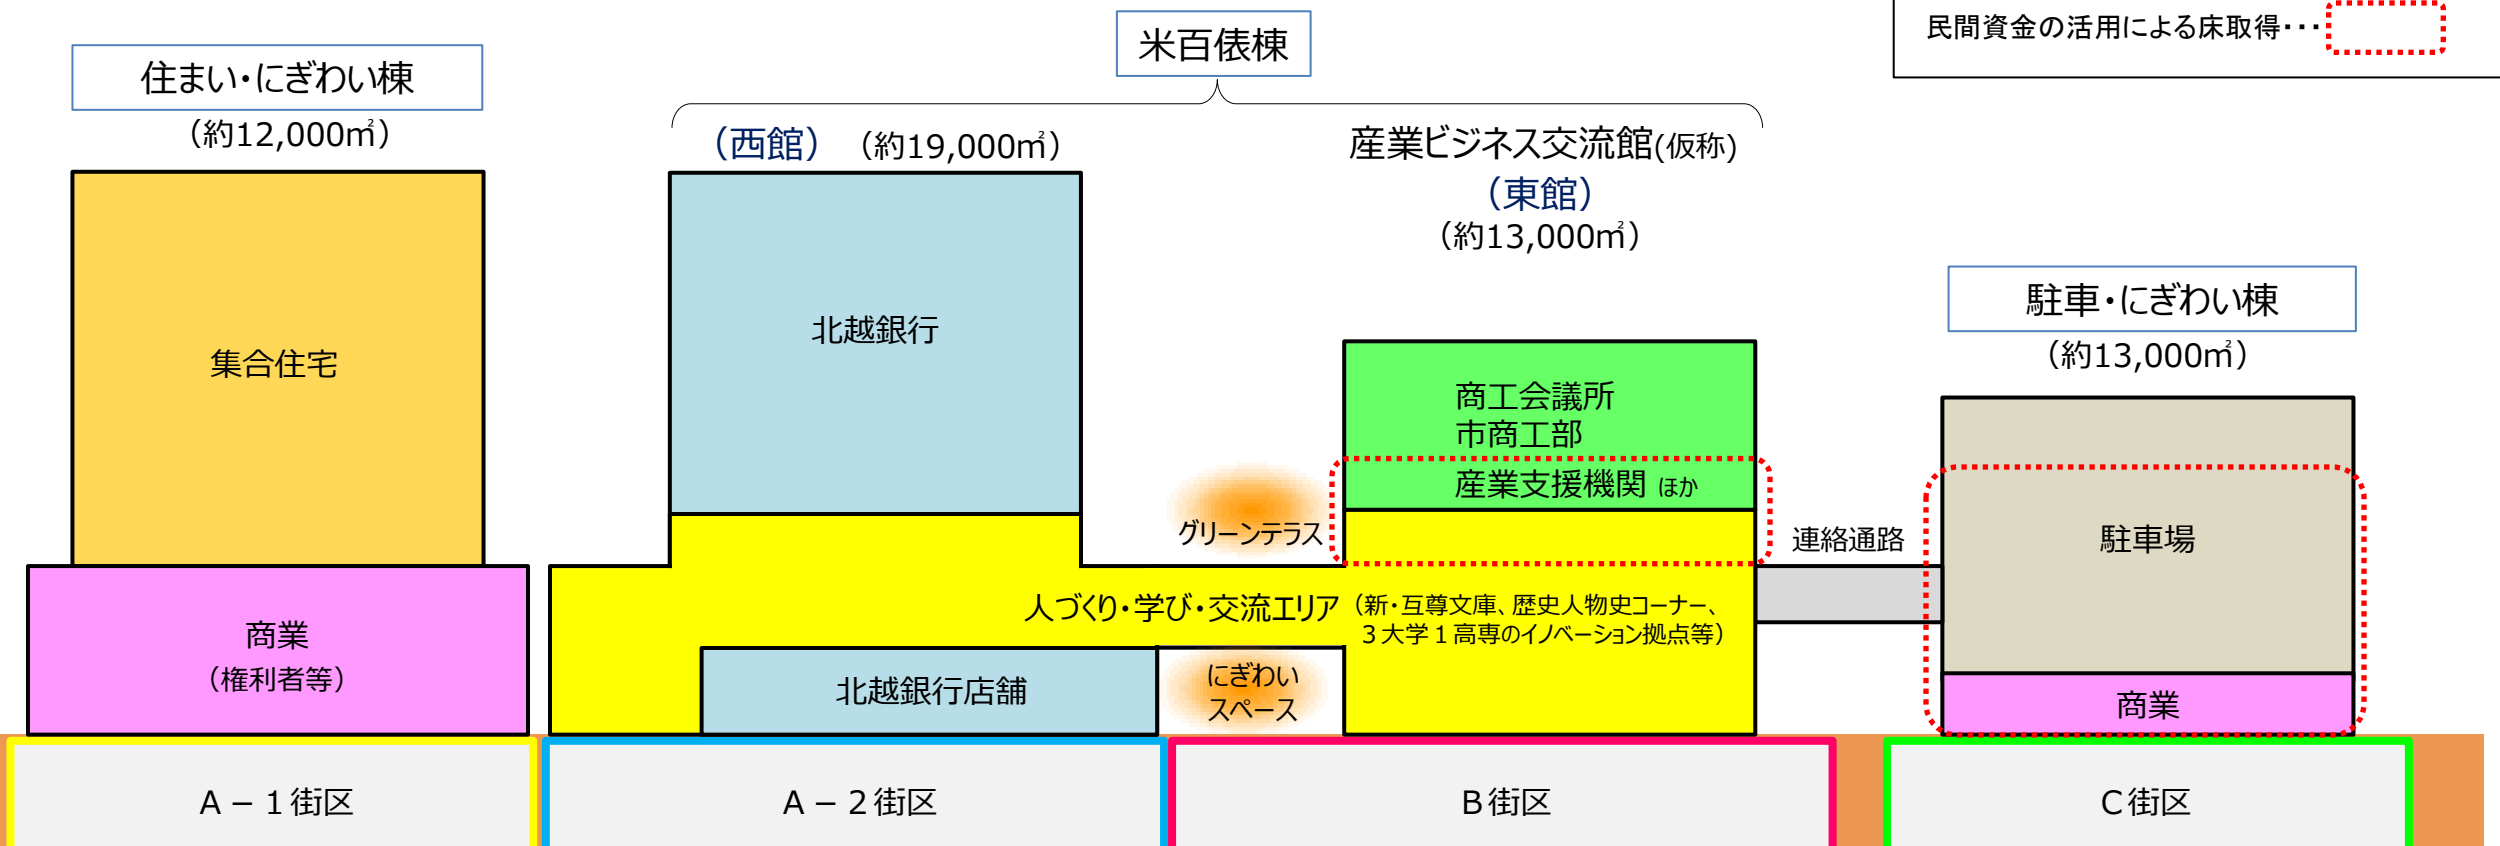 民間資金の活用による床取得・・・
米百俵棟
住まい・にぎわい棟
（約12,000㎡）
（西館）
（約19,000㎡）
産業ビジネス交流館(仮称)
（東館）
（約13,000㎡）
駐車・にぎわい棟
（約13,000㎡）
集合住宅
北越銀行
商工会議所
市商工部
産業支援機関 ほか
グリーンテラス
連絡通路
駐車場
人づくり・学び・交流エリア
（新・互尊文庫、歴史人物史コーナー、
３大学１高専のイノベーション拠点等）
商業
（権利者等）
北越銀行店舗
にぎわい
スペース
商業
Ａ－１街区
Ａ－２街区
Ｂ街区
Ｃ街区